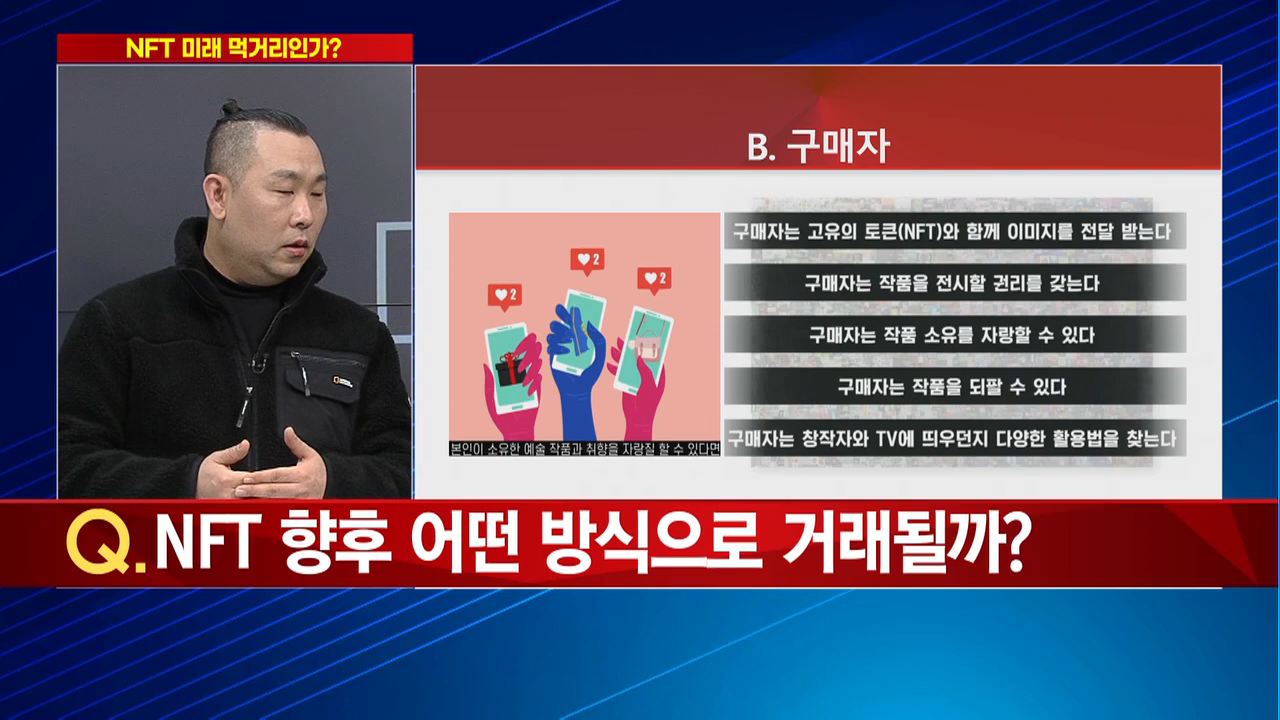 NFT 미래 먹거리인가?
B. 구매자
2
2
2
구매자는 고유의 토큰(NFT)와 함께 이미지를 전달 받는다
구매자는 작품을 전시할 권리를 갖는다
구매자는 작품 소유를 자랑할 수 있다
구매자는 작품을 되팔 수 있다
구매자는 창작자와 TV에 띄우던지 다양한 활용법을 찾는다
본인이 소유한 예술 작품과 취향을 자랑질 할 수 있다면
Q. NFT 향후 어떤 방식으로 거래될까?